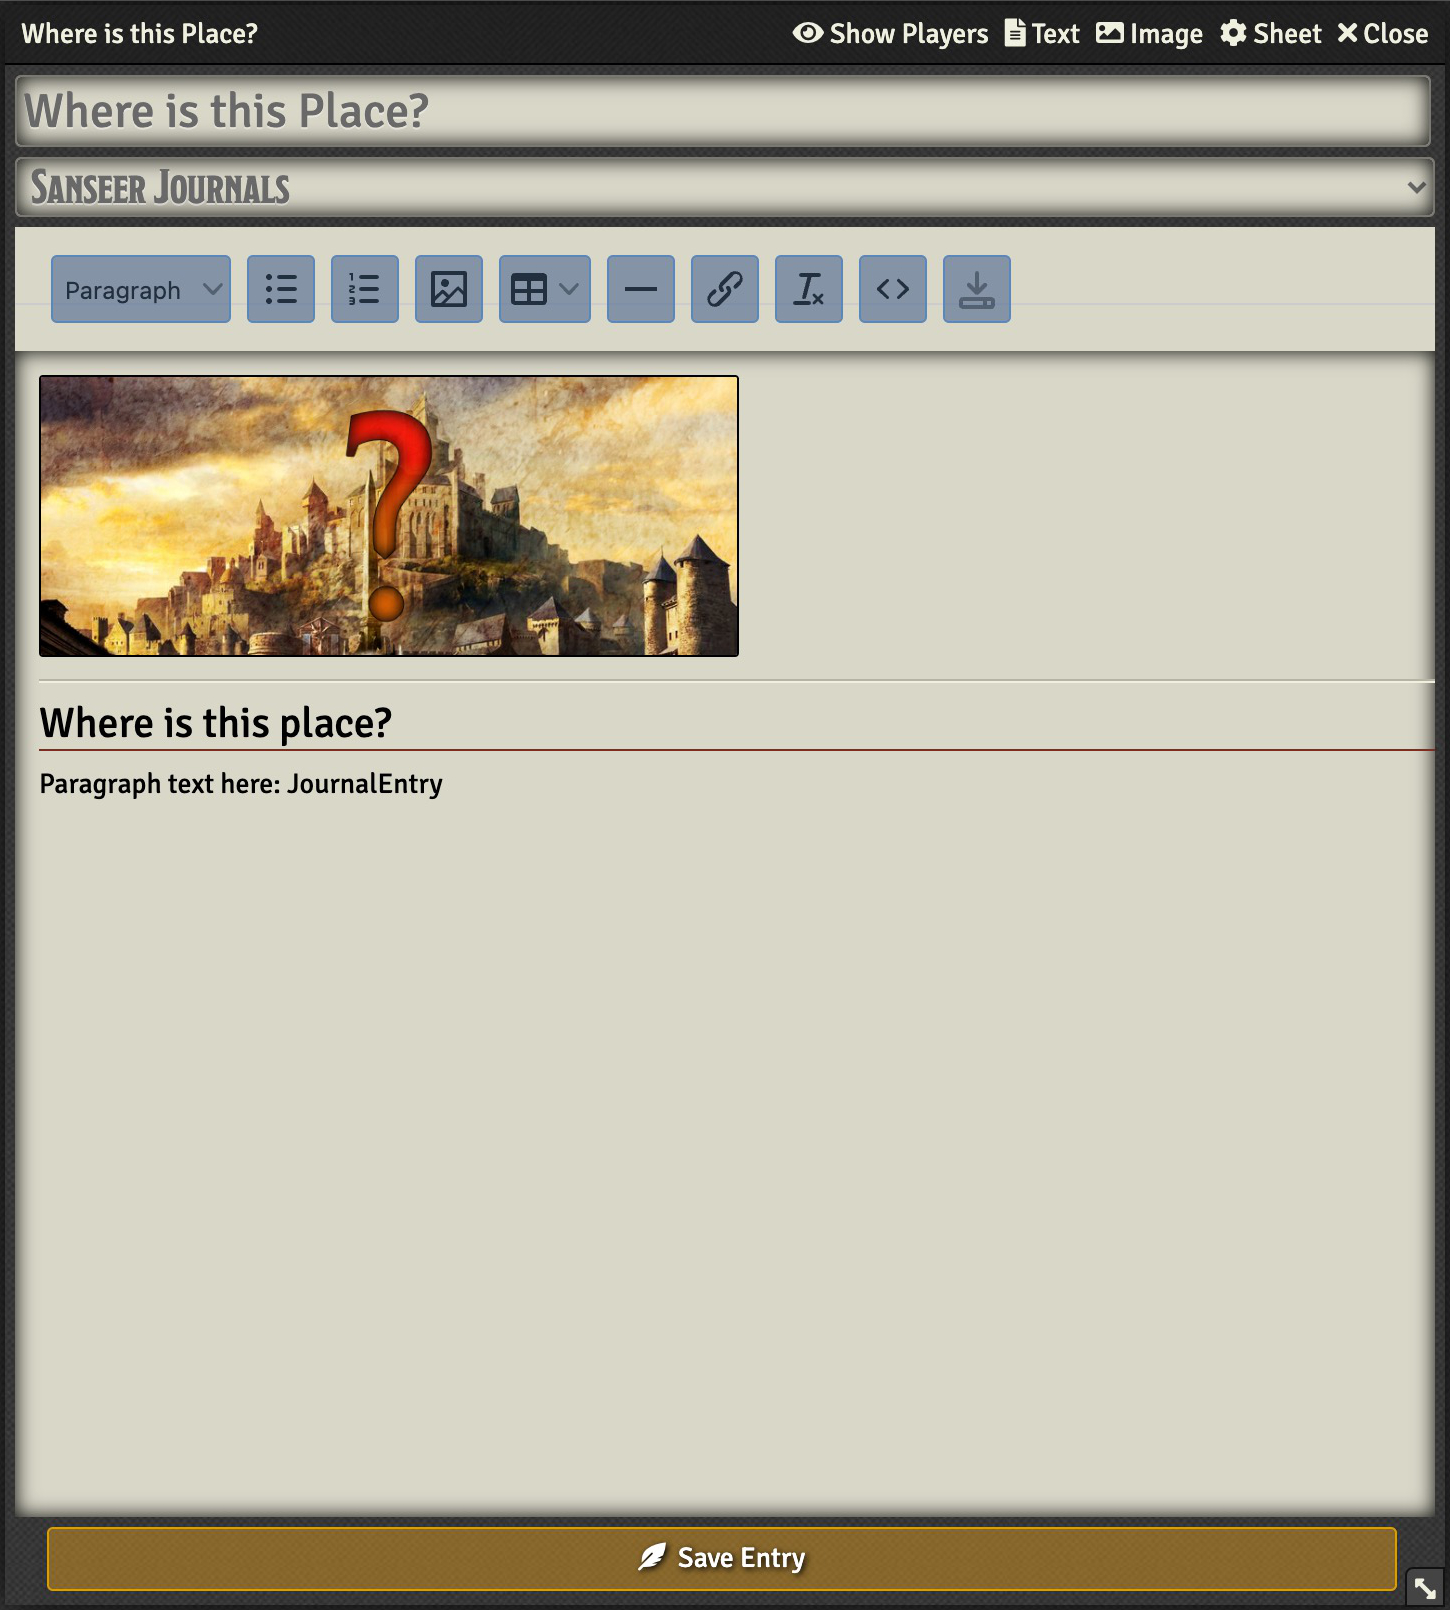 Where is this Place?
Show Players Text Image Sheet Close
Where is this Place?
Sanseer Journals
Paragraph
?
Where is this place?
Paragraph text here: JournalEntry
Save Entry